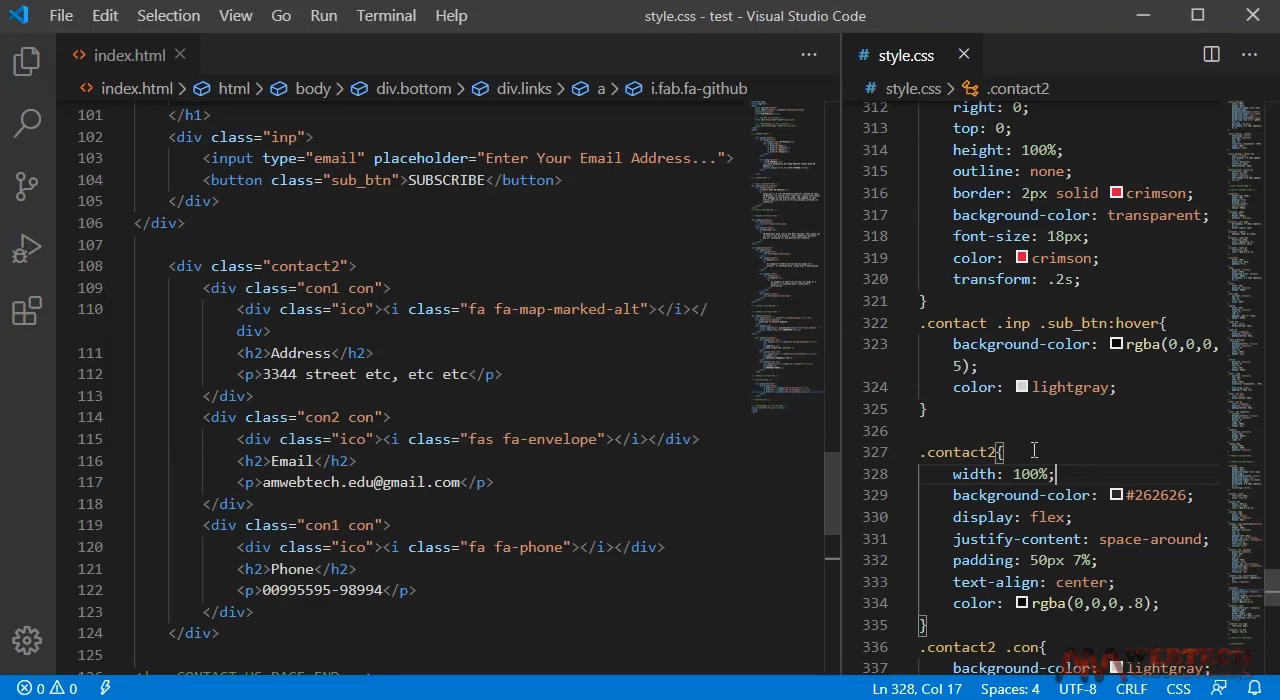 File Edit Selection View Go Run Terminal Help
style.css - test - Visual Studio Code
index.html
index.html > html > body > div.bottom > div.links > a > i.fab.fa-github
101 </h1>
102 <div class="inp">
103 <input type="email" placeholder="Enter Your Email Address...">
104 <button class="sub_btn">SUBSCRIBE</button>
105 </div>
106 </div>
107
108 <div class="contact2">
109 <div class="con1 con">
110 <div class="ico"><i class="fa fa-map-marked-alt"></i></
div>
111 <h2>Address</h2>
112 <p>3344 street etc, etc etc</p>
113 </div>
114 <div class="con2 con">
115 <div class="ico"><i class="fas fa-envelope"></i></div>
116 <h2>Email</h2>
117 <p>amwebtech.edu@gmail.com</p>
118 </div>
119 <div class="con1 con">
120 <div class="ico"><i class="fa fa-phone"></i></div>
121 <h2>Phone</h2>
122 <p>00995595-98994</p>
123 </div>
124 </div>
125
# style.css
# style.css > .contact2
312 right: 0;
313 top: 0;
314 height: 100%;
315 outline: none;
316 border: 2px solid crimson;
317 background-color: transparent;
318 font-size: 18px;
319 color: crimson;
320 transform: .2s;
321 }
322 .contact .inp .sub_btn:hover{
323 background-color: rgba(0,0,0,
5);
324 color: lightgray;
325 }
326
327 .contact2{
328 width: 100%;
329 background-color: #262626;
330 display: flex;
331 justify-content: space-around;
332 padding: 50px 7%;
333 text-align: center;
334 color: rgba(0,0,0,.8);
335 }
336 .contact2 .con{
337 background-color: lightgray;
0 0
Ln 328, Col 17 Spaces: 4 UTF-8 CRLF CSS